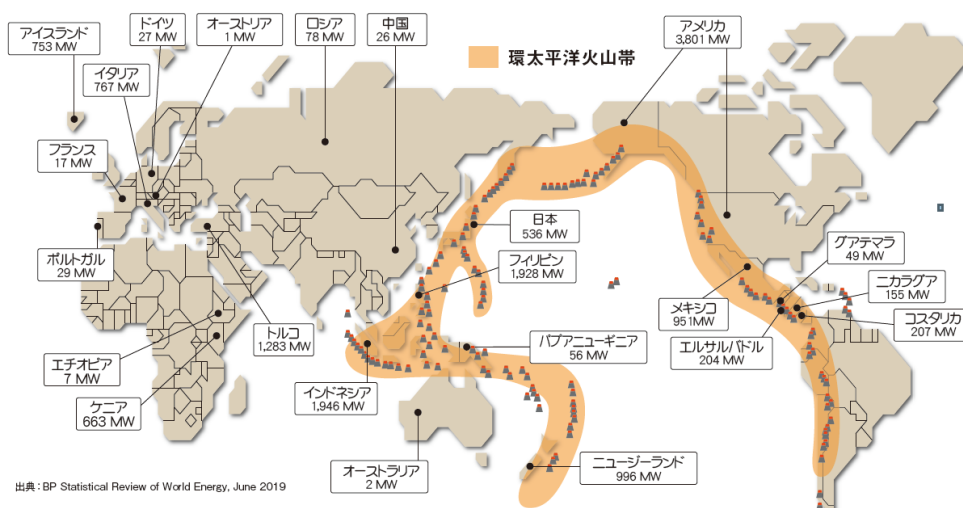 アイスランド
753 MW
ドイツ
27 MW
オーストリア
1 MW
ロシア
78 MW
中国
26 MW
アメリカ
3,801 MW
環太平洋火山帯
イタリア
767 MW
フランス
17 MW
日本
536 MW
グアテマラ
49 MW
フィリピン
1,928 MW
ニカラグア
155 MW
ポルトガル
29 MW
メキシコ
951MW
コスタリカ
207 MW
トルコ
1,283 MW
パプアニューギニア
56 MW
エルサルバドル
204 MW
エチオピア
7 MW
インドネシア
1,946 MW
ケニア
663 MW
オーストラリア
2 MW
ニュージーランド
996 MW
出典：BP Statistical Review of World Energy, June 2019